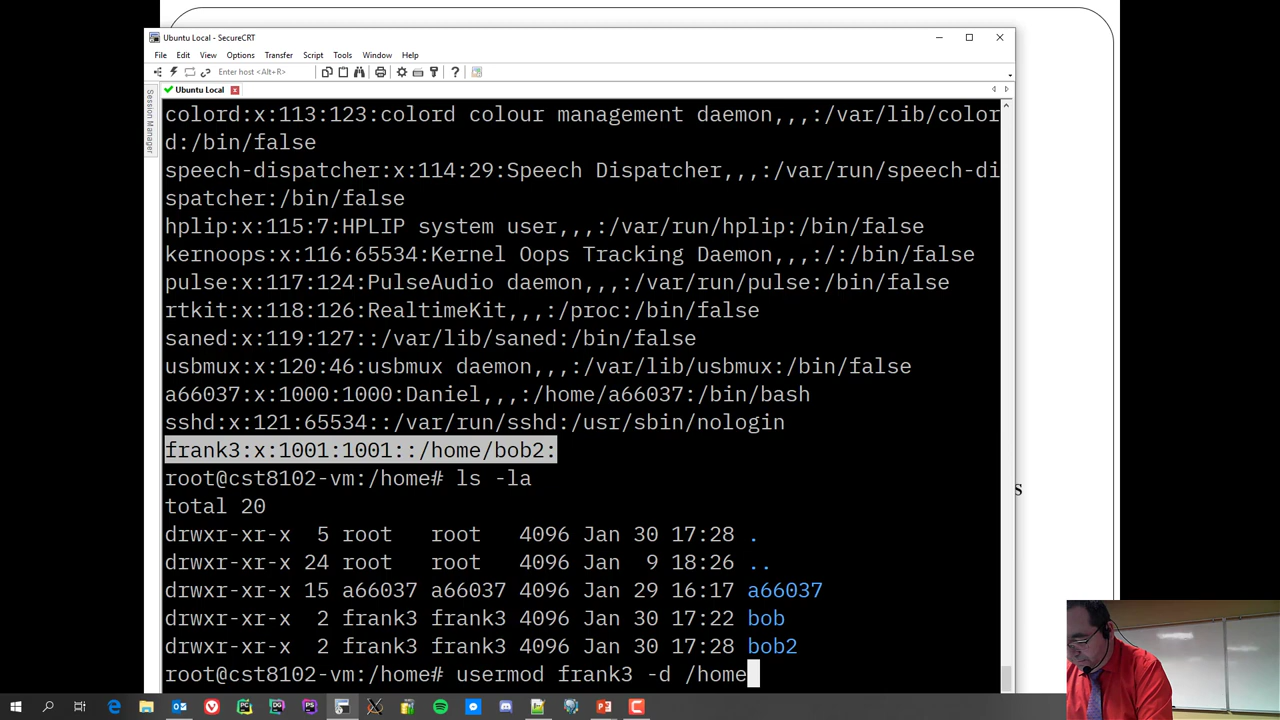 Ubuntu Local - SecureCRT
File Edit View Options Transfer Script Tools Window Help
Enter host <Alt+R>
Session Manager
Ubuntu Local
colord:x:113:123:colord colour management daemon,,,:/var/lib/color
d:/bin/false
speech-dispatcher:x:114:29:Speech Dispatcher,,,:/var/run/speech-di
spatcher:/bin/false
hplip:x:115:7:HPLIP system user,,,:/var/run/hplip:/bin/false
kernoops:x:116:65534:Kernel Oops Tracking Daemon,,,:/:/bin/false
pulse:x:117:124:PulseAudio daemon,,,:/var/run/pulse:/bin/false
rtkit:x:118:126:RealtimeKit,,,:/proc:/bin/false
saned:x:119:127::/var/lib/saned:/bin/false
usbmux:x:120:46:usbmux daemon,,,:/var/lib/usbmux:/bin/false
a66037:x:1000:1000:Daniel,,,:/home/a66037:/bin/bash
sshd:x:121:65534::/var/run/sshd:/usr/sbin/nologin
frank3:x:1001:1001::/home/bob2:
root@cst8102-vm:/home# ls -la
total 20
drwxr-xr-x  5 root   root   4096 Jan 30 17:28 .
drwxr-xr-x 24 root   root   4096 Jan  9 18:26 ..
drwxr-xr-x 15 a66037 a66037 4096 Jan 29 16:17 a66037
drwxr-xr-x  2 frank3 frank3 4096 Jan 30 17:22 bob
drwxr-xr-x  2 frank3 frank3 4096 Jan 30 17:28 bob2
root@cst8102-vm:/home# usermod frank3 -d /home
s